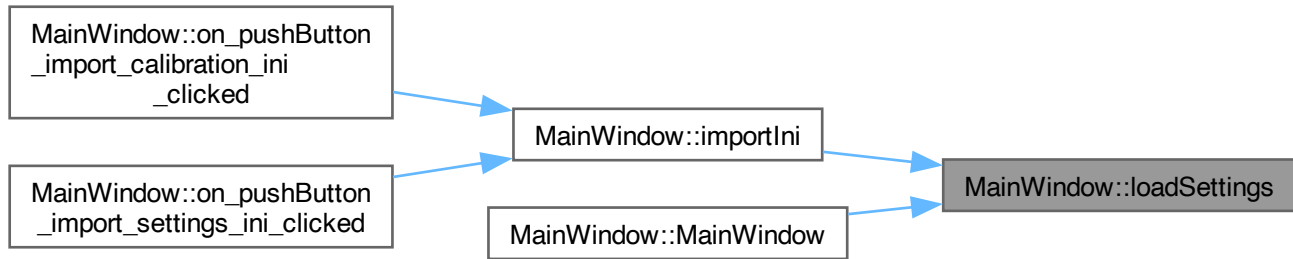 MainWindow::on_pushButton
_import_calibration_ini
_clicked
MainWindow::importIni
MainWindow::loadSettings
MainWindow::on_pushButton
_import_settings_ini_clicked
MainWindow::MainWindow